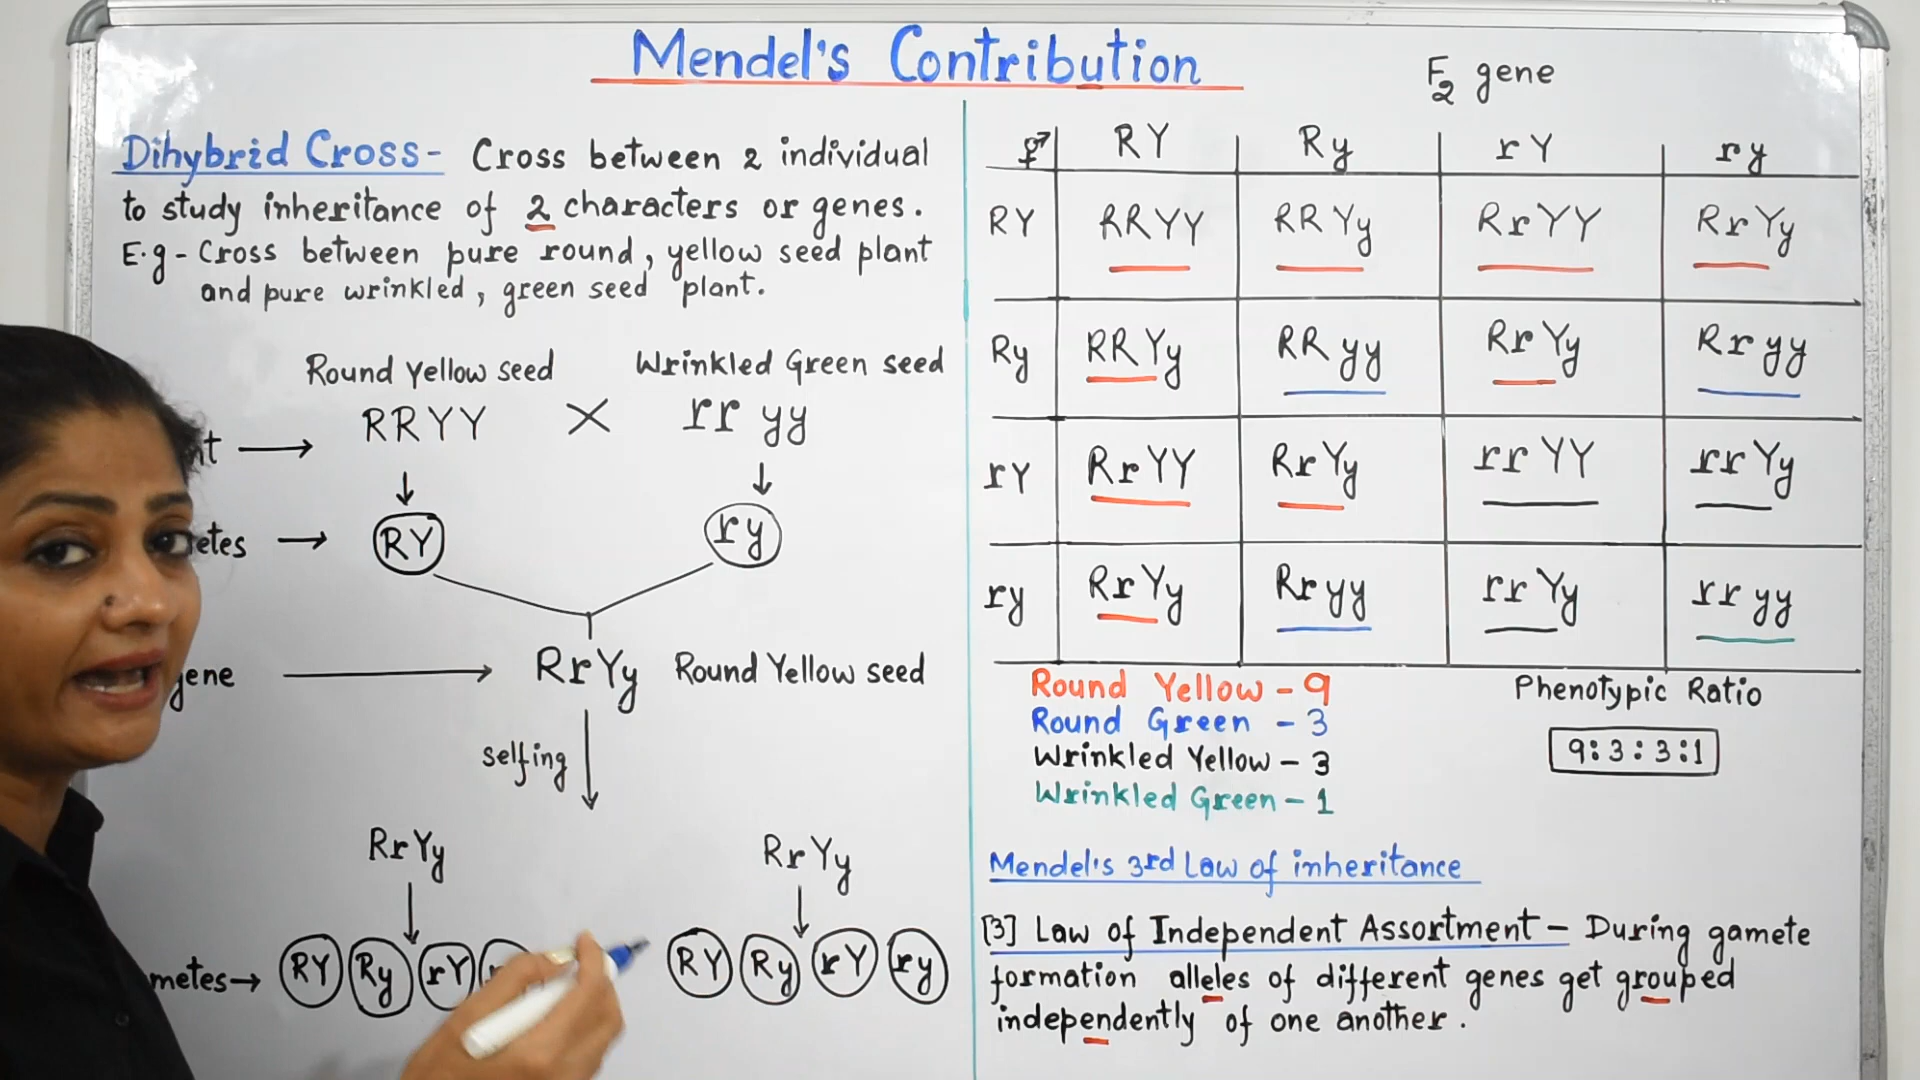 Mendel's Contribution
Dihybrid Cross- Cross between 2 individual
to study inheritance of 2 characters or genes.
E.g - Cross between pure round, yellow seed plant
and pure wrinkled, green seed plant.
Round Yellow seed Wrinkled Green seed
→ RRYY X rr yy
↓ ↓
→ RY ry
→ RrYy Round Yellow seed
selfing ↓
RrYy RrYy
↓ ↓
→ RY Ry rY RY Ry rY ry
F2 gene
♀♂ RY Ry rY ry
RY RRYY RRYy RrYY RrYy
Ry RRYy RRyy RrYy Rryy
rY RrYY RrYy rrYY rrYy
ry RrYy Rryy rrYy rryy
Round Yellow - 9
Round Green - 3
Wrinkled Yellow - 3
Wrinkled Green - 1
Phenotypic Ratio
9:3:3:1
Mendel's 3rd Law of inheritance
[3] Law of Independent Assortment - During gamete
formation alleles of different genes get grouped
independently of one another.